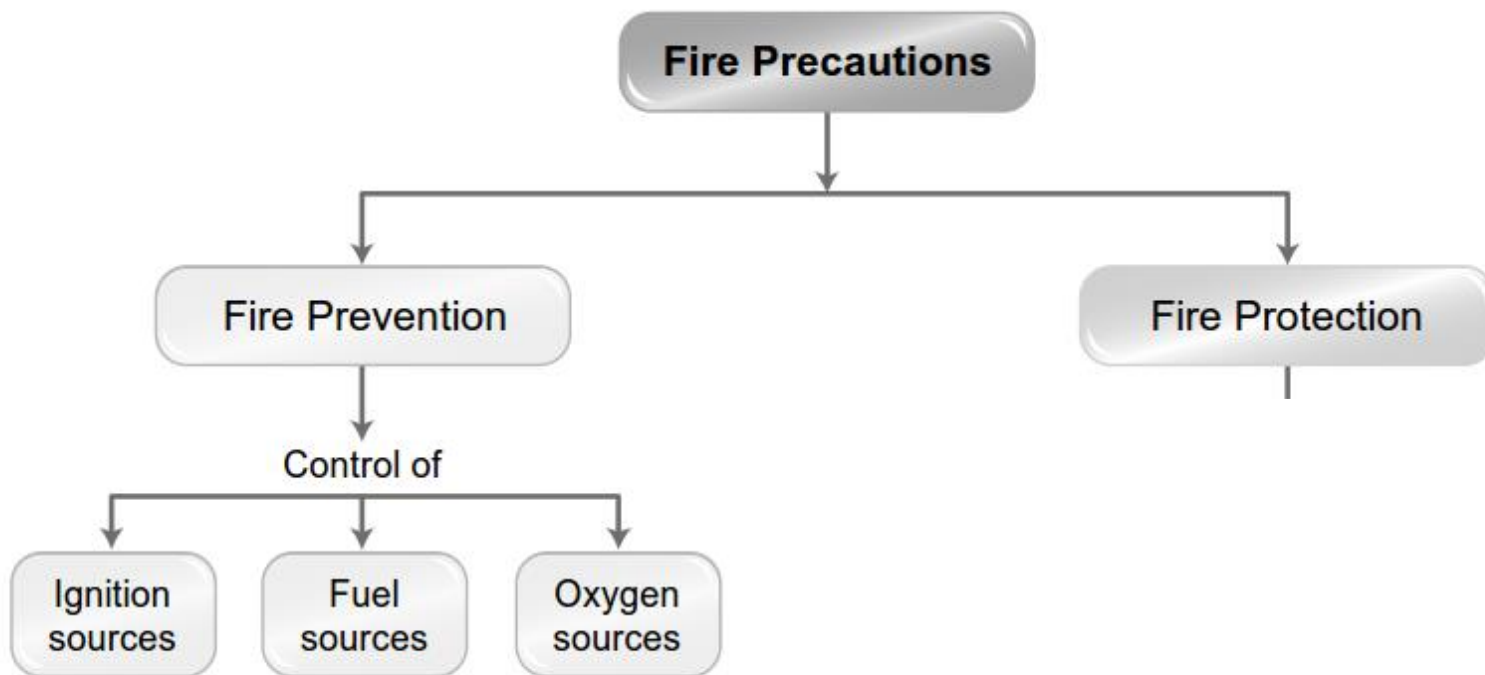 Fire Precautions
Fire Prevention
Fire Protection
Control of
Ignition
sources
Fuel
sources
Oxygen
sources